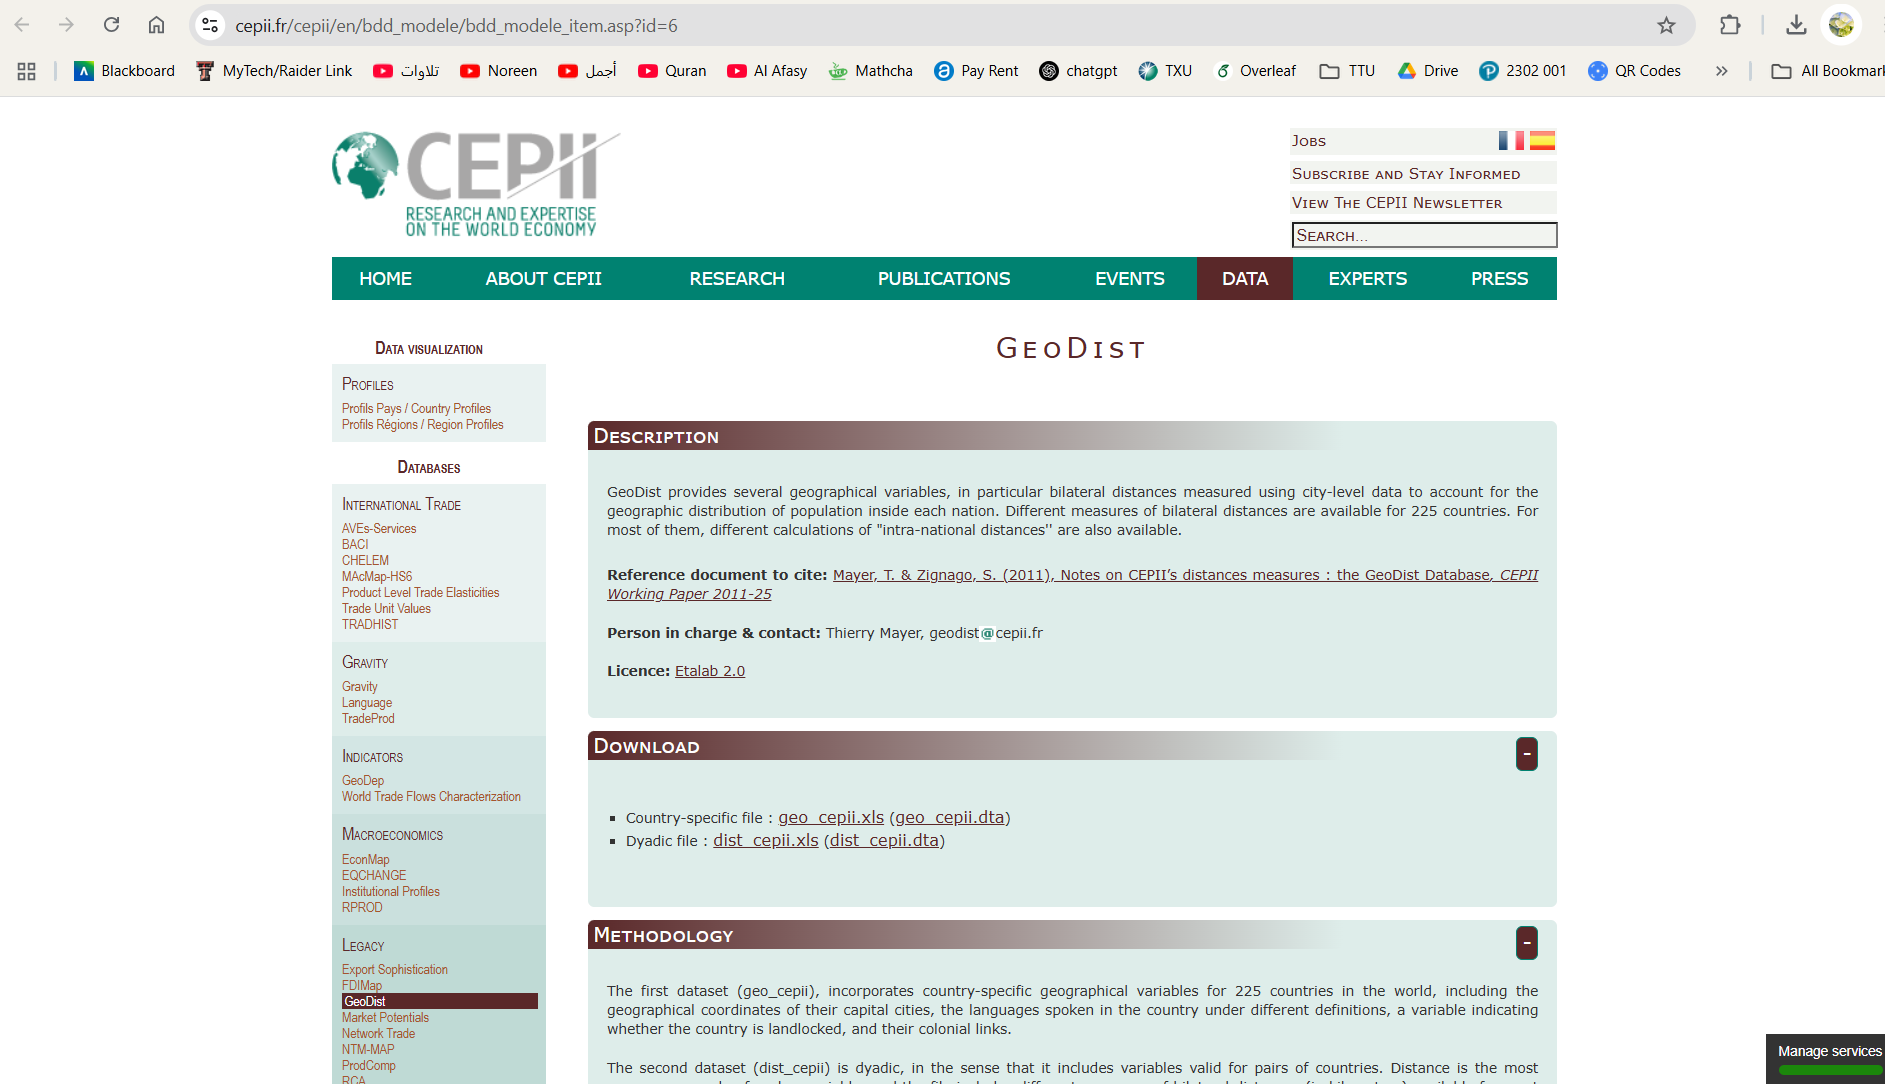 cepii.fr/cepii/en/bdd_modele/bdd_modele_item.asp?id=6
Blackboard
MyTech/Raider Link
تلاوات
Noreen
أجمل
Quran
Al Afasy
Mathcha
Pay Rent
chatgpt
TXU
Overleaf
TTU
Drive
2302 001
QR Codes
»
All Bookmar
CEPII
RESEARCH AND EXPERTISE
ON THE WORLD ECONOMY
Jobs
Subscribe and Stay Informed
View The CEPII Newsletter
Search...
HOME
ABOUT CEPII
RESEARCH
PUBLICATIONS
EVENTS
DATA
EXPERTS
PRESS
Data visualization
Profiles
Profils Pays / Country Profiles
Profils Régions / Region Profiles
Databases
International Trade
AVEs-Services
BACI
CHELEM
MAcMap-HS6
Product Level Trade Elasticities
Trade Unit Values
TRADHIST
Gravity
Gravity
Language
TradeProd
Indicators
GeoDep
World Trade Flows Characterization
Macroeconomics
EconMap
EQCHANGE
Institutional Profiles
RPROD
Legacy
Export Sophistication
FDIMap
GeoDist
Market Potentials
Network Trade
NTM-MAP
ProdComp
RCA
GeoDist
Description
GeoDist provides several geographical variables, in particular bilateral distances measured using city-level data to account for the
geographic distribution of population inside each nation. Different measures of bilateral distances are available for 225 countries. For
most of them, different calculations of "intra-national distances'' are also available.
Reference document to cite: Mayer, T. & Zignago, S. (2011), Notes on CEPII's distances measures : the GeoDist Database, CEPII
Working Paper 2011-25
Person in charge & contact: Thierry Mayer, geodist@cepii.fr
Licence: Etalab 2.0
Download
-
Country-specific file : geo_cepii.xls (geo_cepii.dta)
Dyadic file : dist_cepii.xls (dist_cepii.dta)
Methodology
-
The first dataset (geo_cepii), incorporates country-specific geographical variables for 225 countries in the world, including the
geographical coordinates of their capital cities, the languages spoken in the country under different definitions, a variable indicating
whether the country is landlocked, and their colonial links.
The second dataset (dist_cepii) is dyadic, in the sense that it includes variables valid for pairs of countries. Distance is the most
Manage services